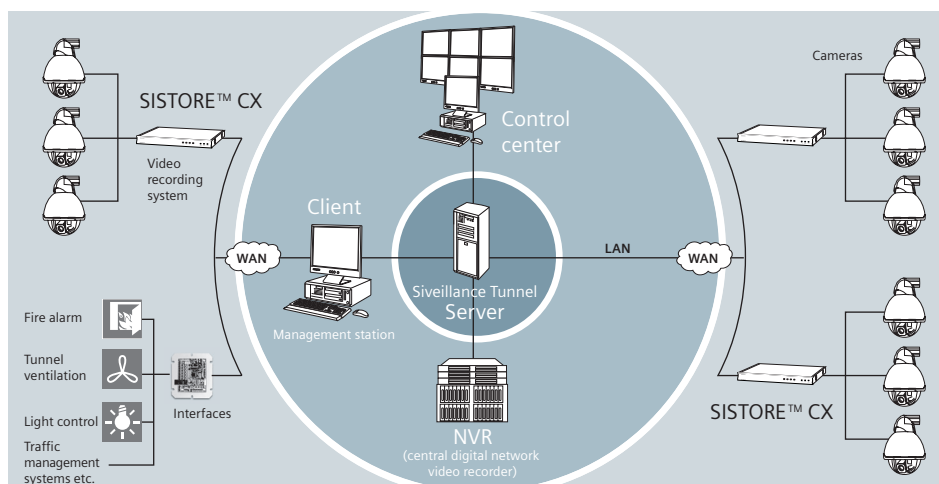 SISTORE™ CX
Video
recording
system
WAN
Fire alarm
Tunnel
ventilation
Light control
Traffic
management
systems etc.
Interfaces
Control
center
Client
Management station
Siveillance Tunnel
Server
LAN
NVR
(central digital network
video recorder)
Cameras
WAN
SISTORE™ CX